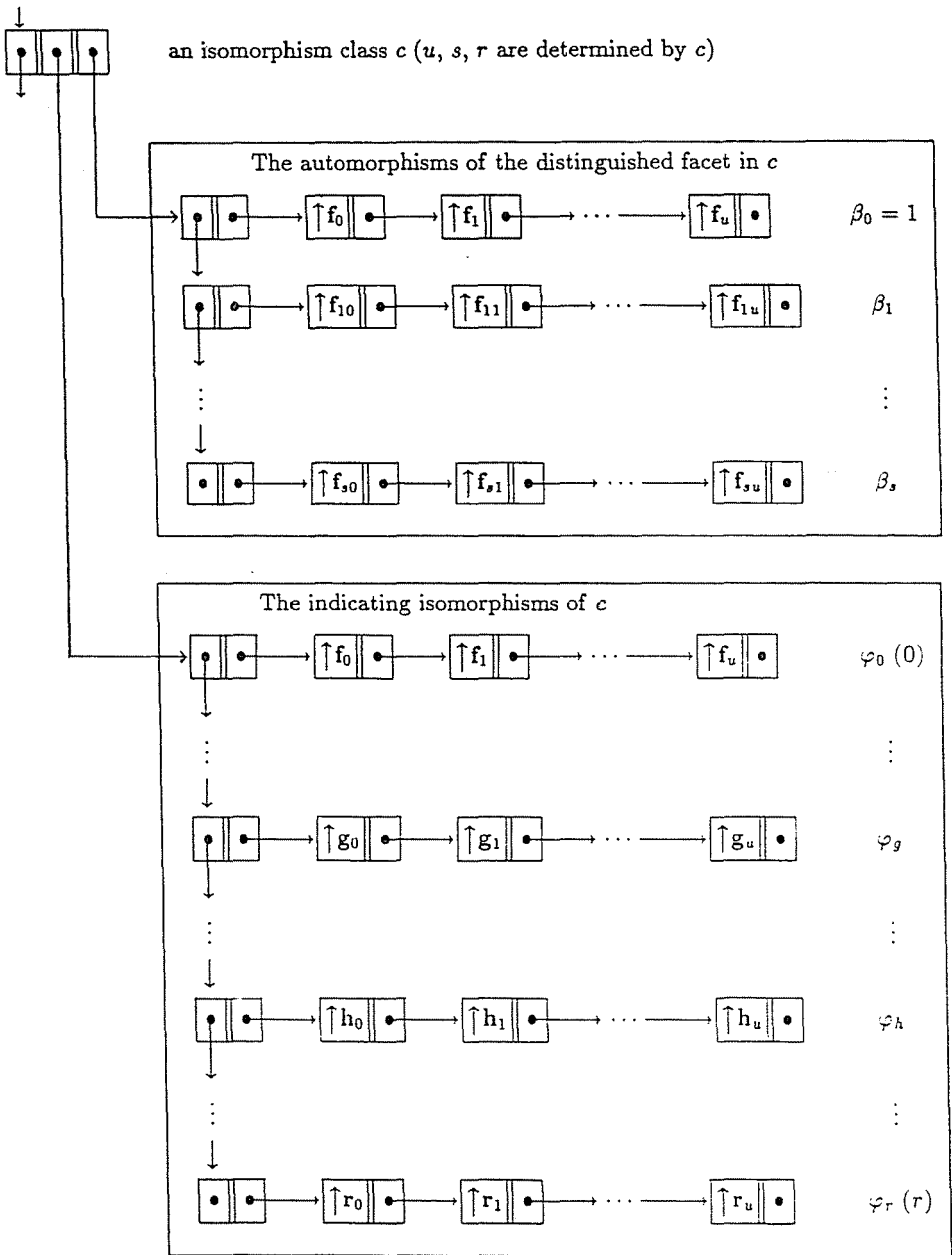 an isomorphism class c (u, s, r are determined by c)
The automorphisms of the distinguished facet in c
↑f₀ ↑f₁ ··· ↑fᵤ β₀ = 1
↑f₁₀ ↑f₁₁ ··· ↑f₁ᵤ β₁
⋮ ⋮
↑fₛ₀ ↑fₛ₁ ··· ↑fₛᵤ βₛ
The indicating isomorphisms of c
↑f₀ ↑f₁ ··· ↑fᵤ φ₀ (0)
⋮ ⋮
↑g₀ ↑g₁ ··· ↑gᵤ φ_g
⋮ ⋮
↑h₀ ↑h₁ ··· ↑hᵤ φₕ
⋮ ⋮
↑r₀ ↑r₁ ··· ↑rᵤ φᵣ (r)